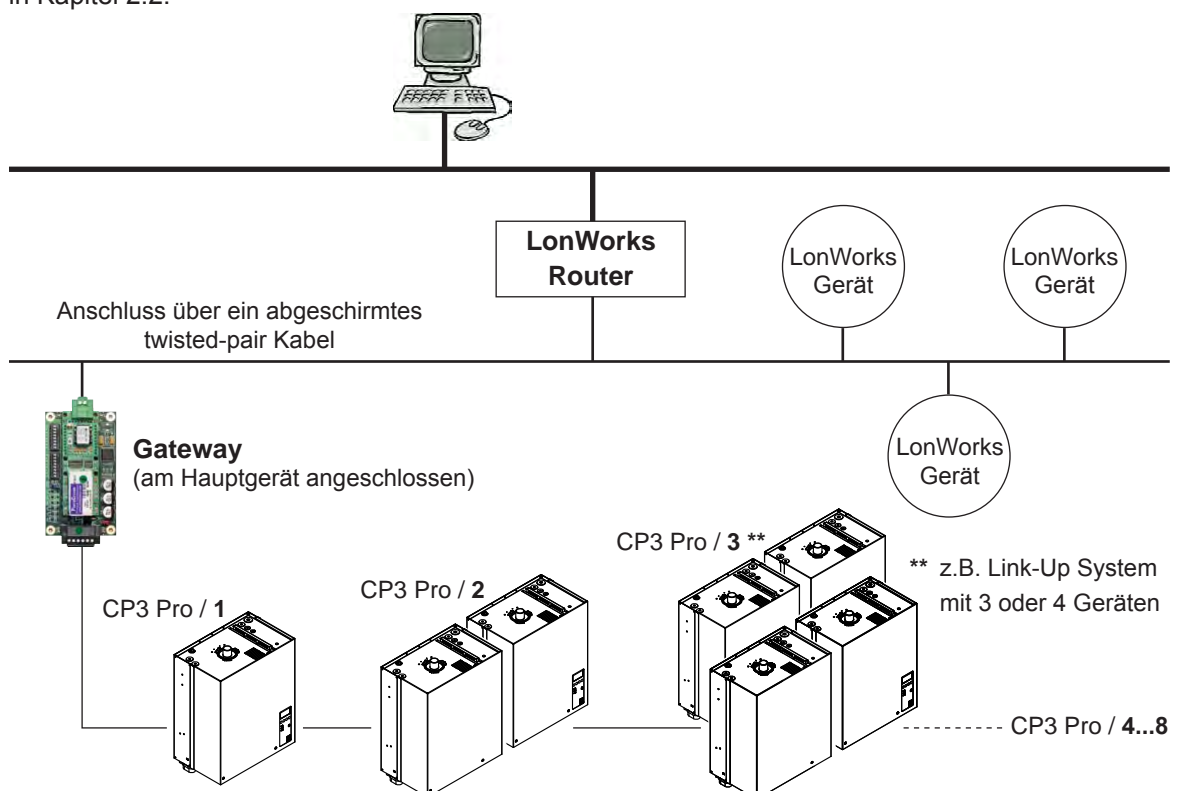 in Kapitel 2.2.
LonWorks
Router
LonWorks
Gerät
LonWorks
Gerät
Anschluss über ein abgeschirmtes
twisted-pair Kabel
Gateway
(am Hauptgerät angeschlossen)
LonWorks
Gerät
CP3 Pro / 3 **
** z.B. Link-Up System
mit 3 oder 4 Geräten
CP3 Pro / 2
CP3 Pro / 1
CP3 Pro / 4...8